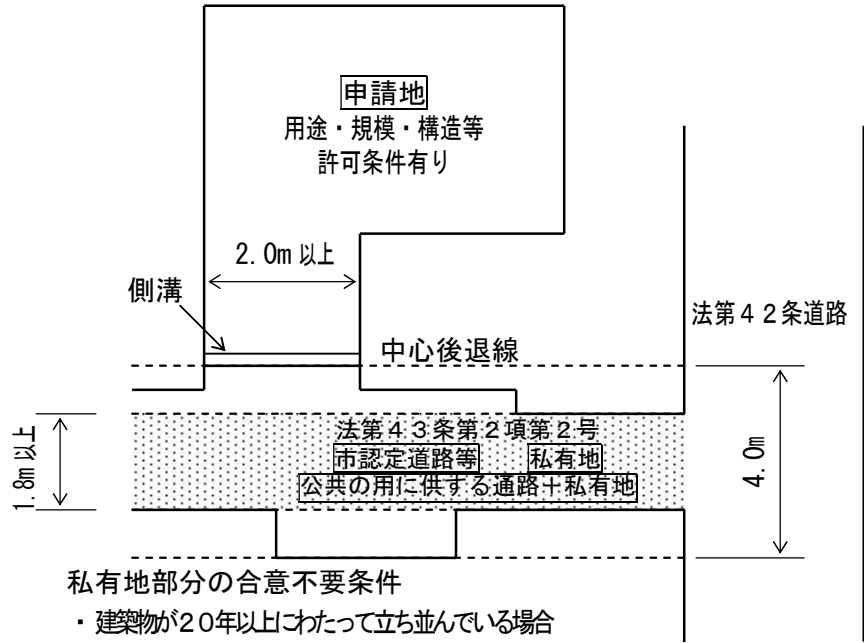 申請地
用途・規模・構造等
許可条件有り
2.0m以上
側溝
法第42条道路
中心後退線
1.8m以上
法第43条第2項第2号
市認定道路等 私有地
公共の用に供する通路+私有地
4.0m
私有地部分の合意不要条件
・建築物が20年以上にわたって立ち並んでいる場合